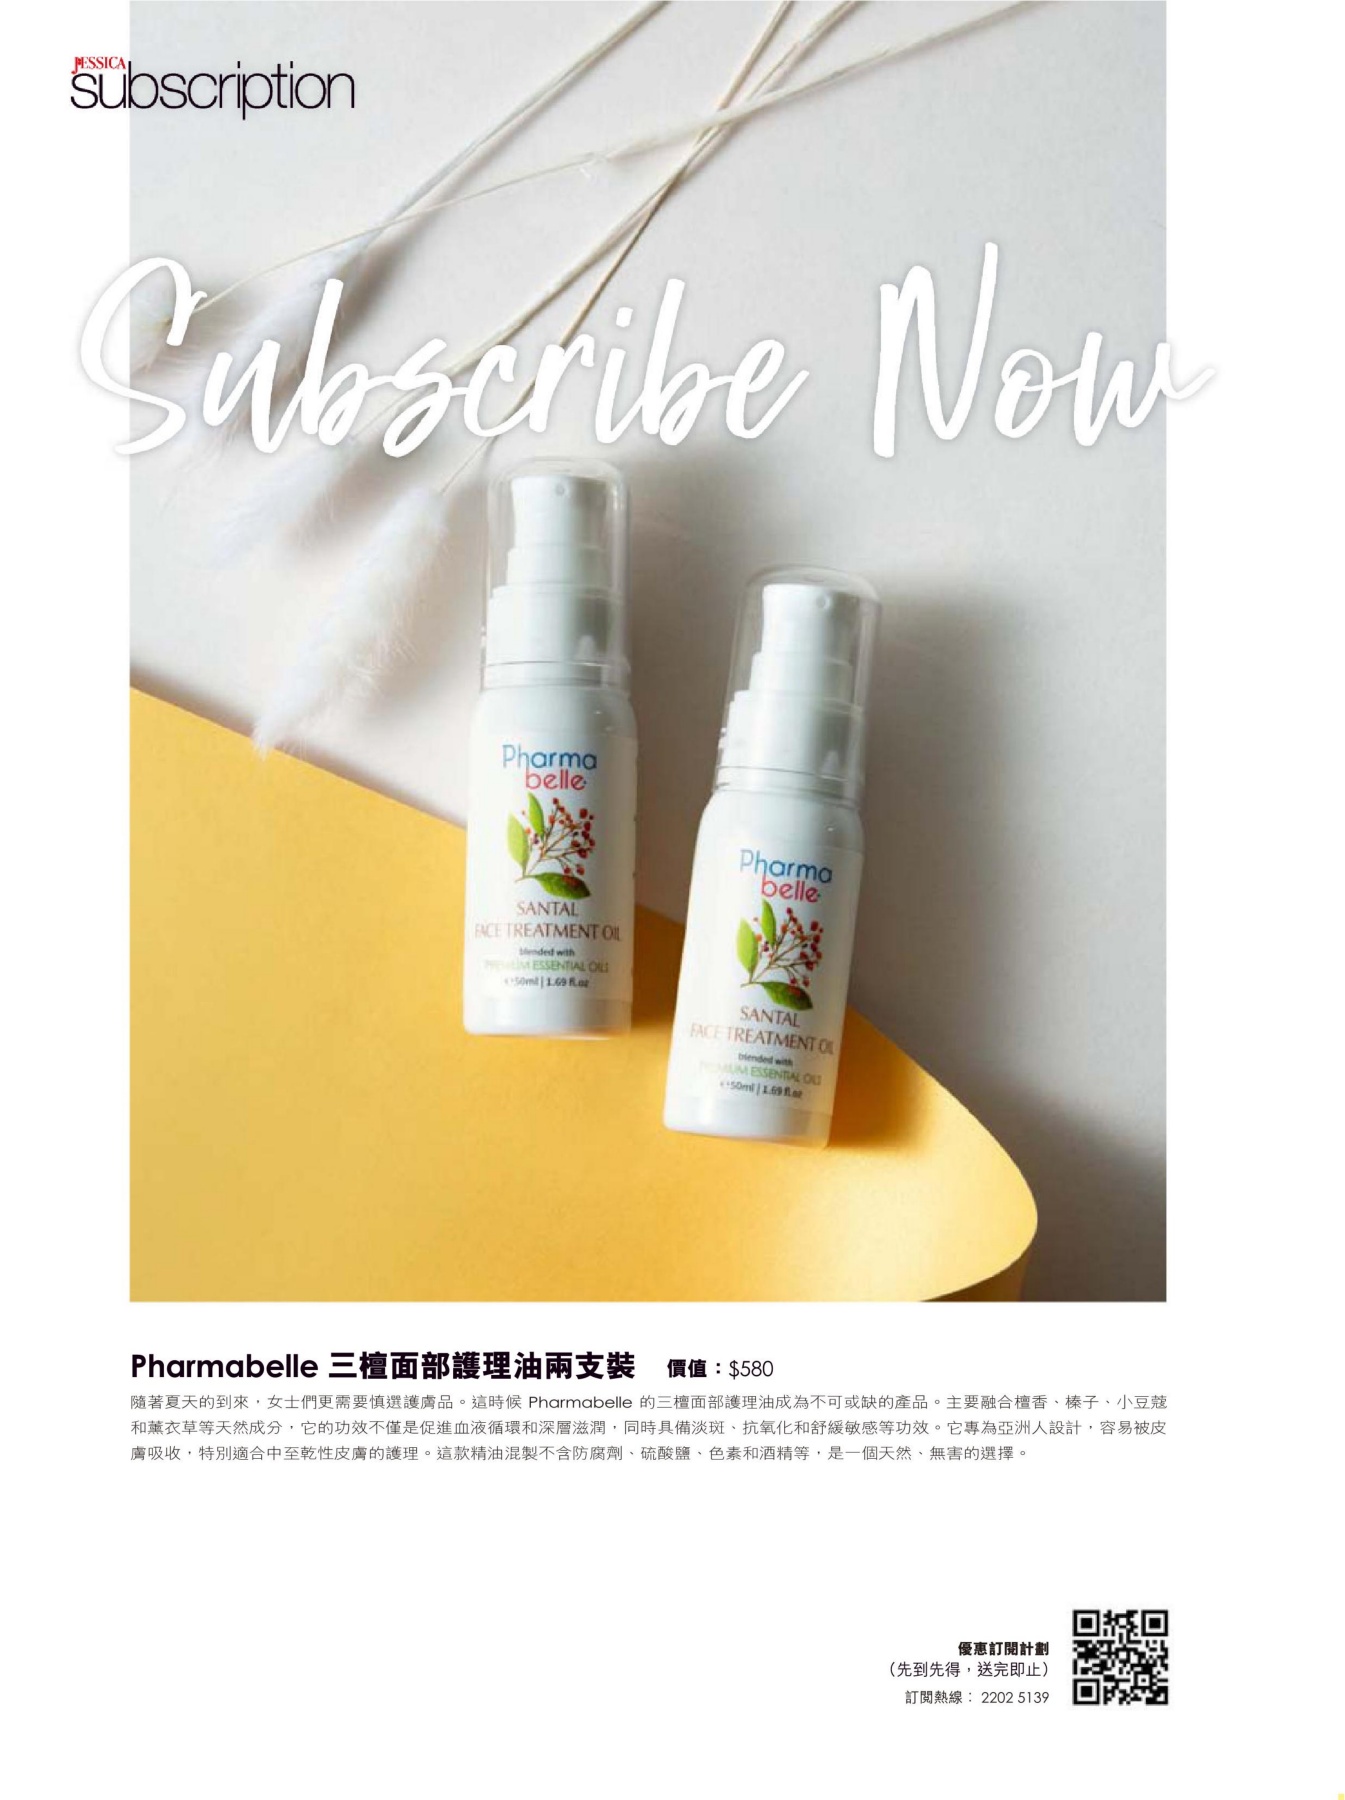 JESSICA
subscription
Subscribe Now
Pharma
belle
SANTAL
FACE TREATMENT OIL
blended with
PREMIUM ESSENTIAL OILS
e 50ml | 1.69 fl.oz
Pharma
belle
SANTAL
FACE TREATMENT OIL
blended with
PREMIUM ESSENTIAL OILS
e 50ml | 1.69 fl.oz
Pharmabelle 三檀面部護理油兩支裝 價值：$580
隨著夏天的到來，女士們更需要慎選護膚品。這時候 Pharmabelle 的三檀面部護理油成為不可或缺的產品。主要融合檀香、榛子、小豆蔻
和薰衣草等天然成分，它的功效不僅是促進血液循環和深層滋潤，同時具備淡斑、抗氧化和舒緩敏感等功效。它專為亞洲人設計，容易被皮
膚吸收，特別適合中至乾性皮膚的護理。這款精油混製不含防腐劑、硫酸鹽、色素和酒精等，是一個天然、無害的選擇。
優惠訂閱計劃
（先到先得，送完即止）
訂閱熱線： 2202 5139